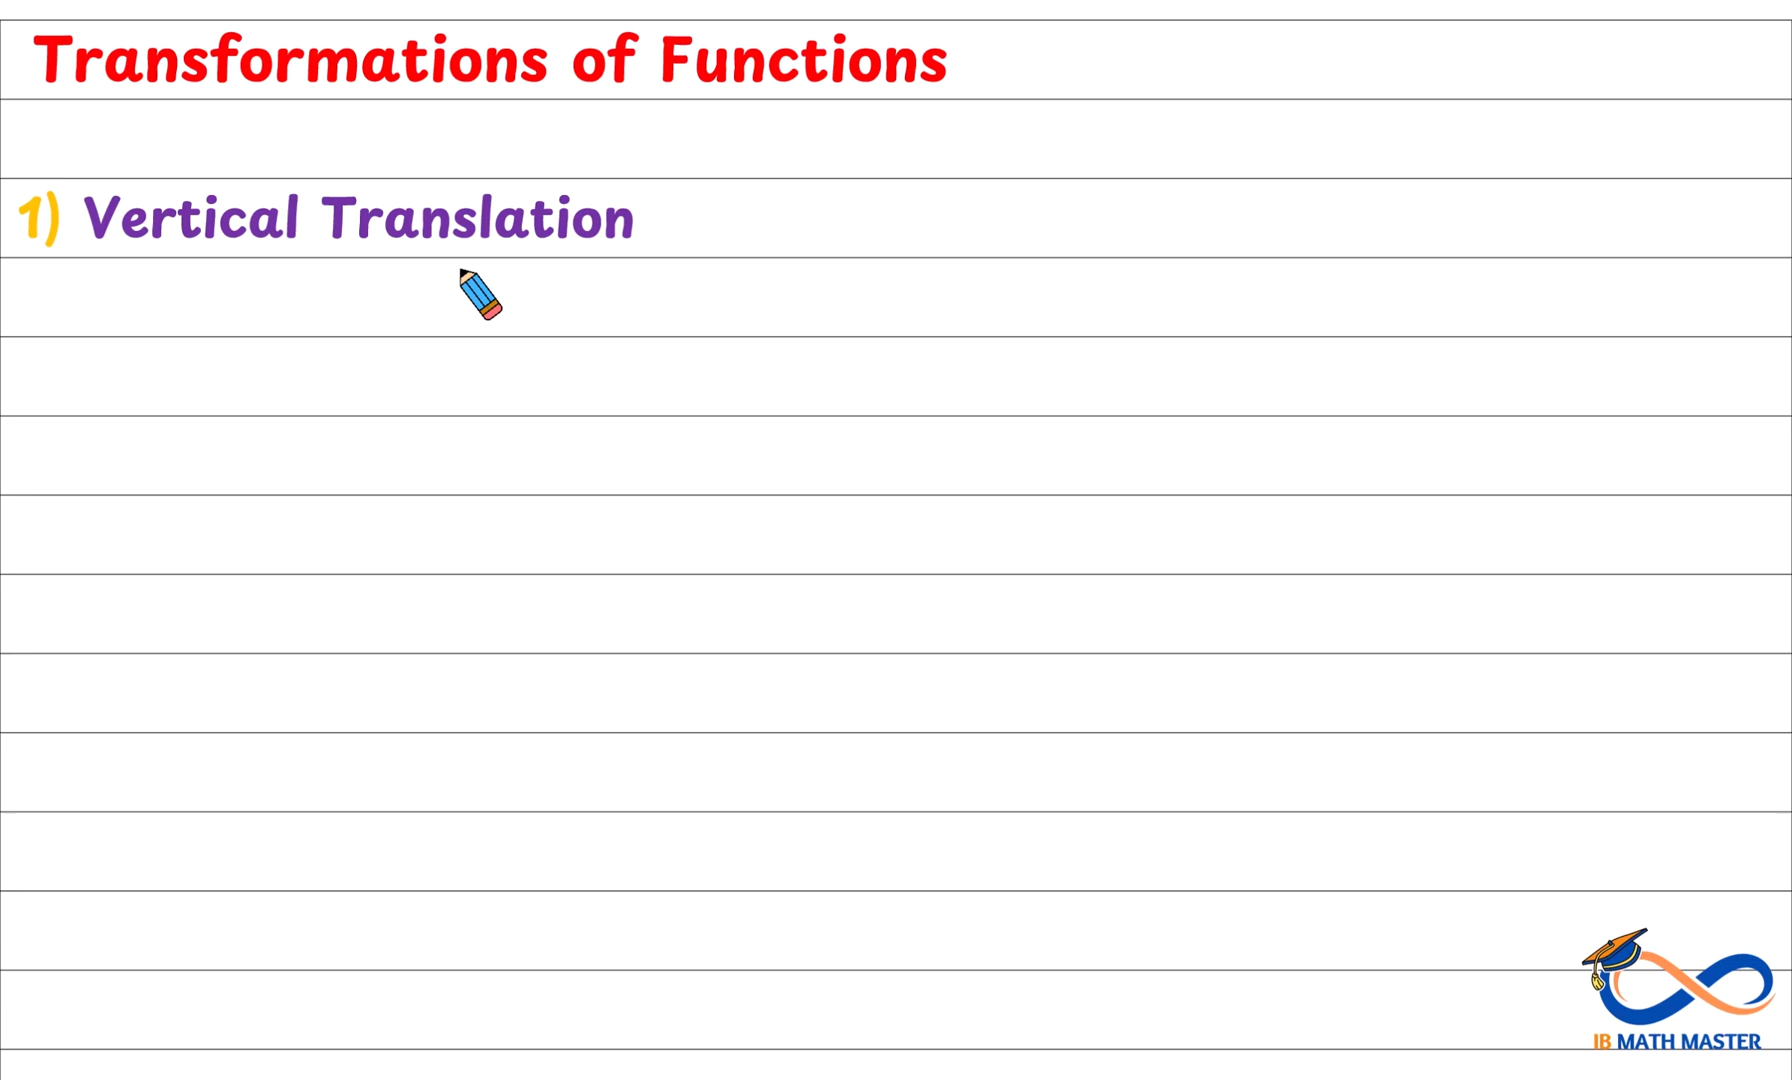 Transformations of Functions
1) Vertical Translation
IB MATH MASTER